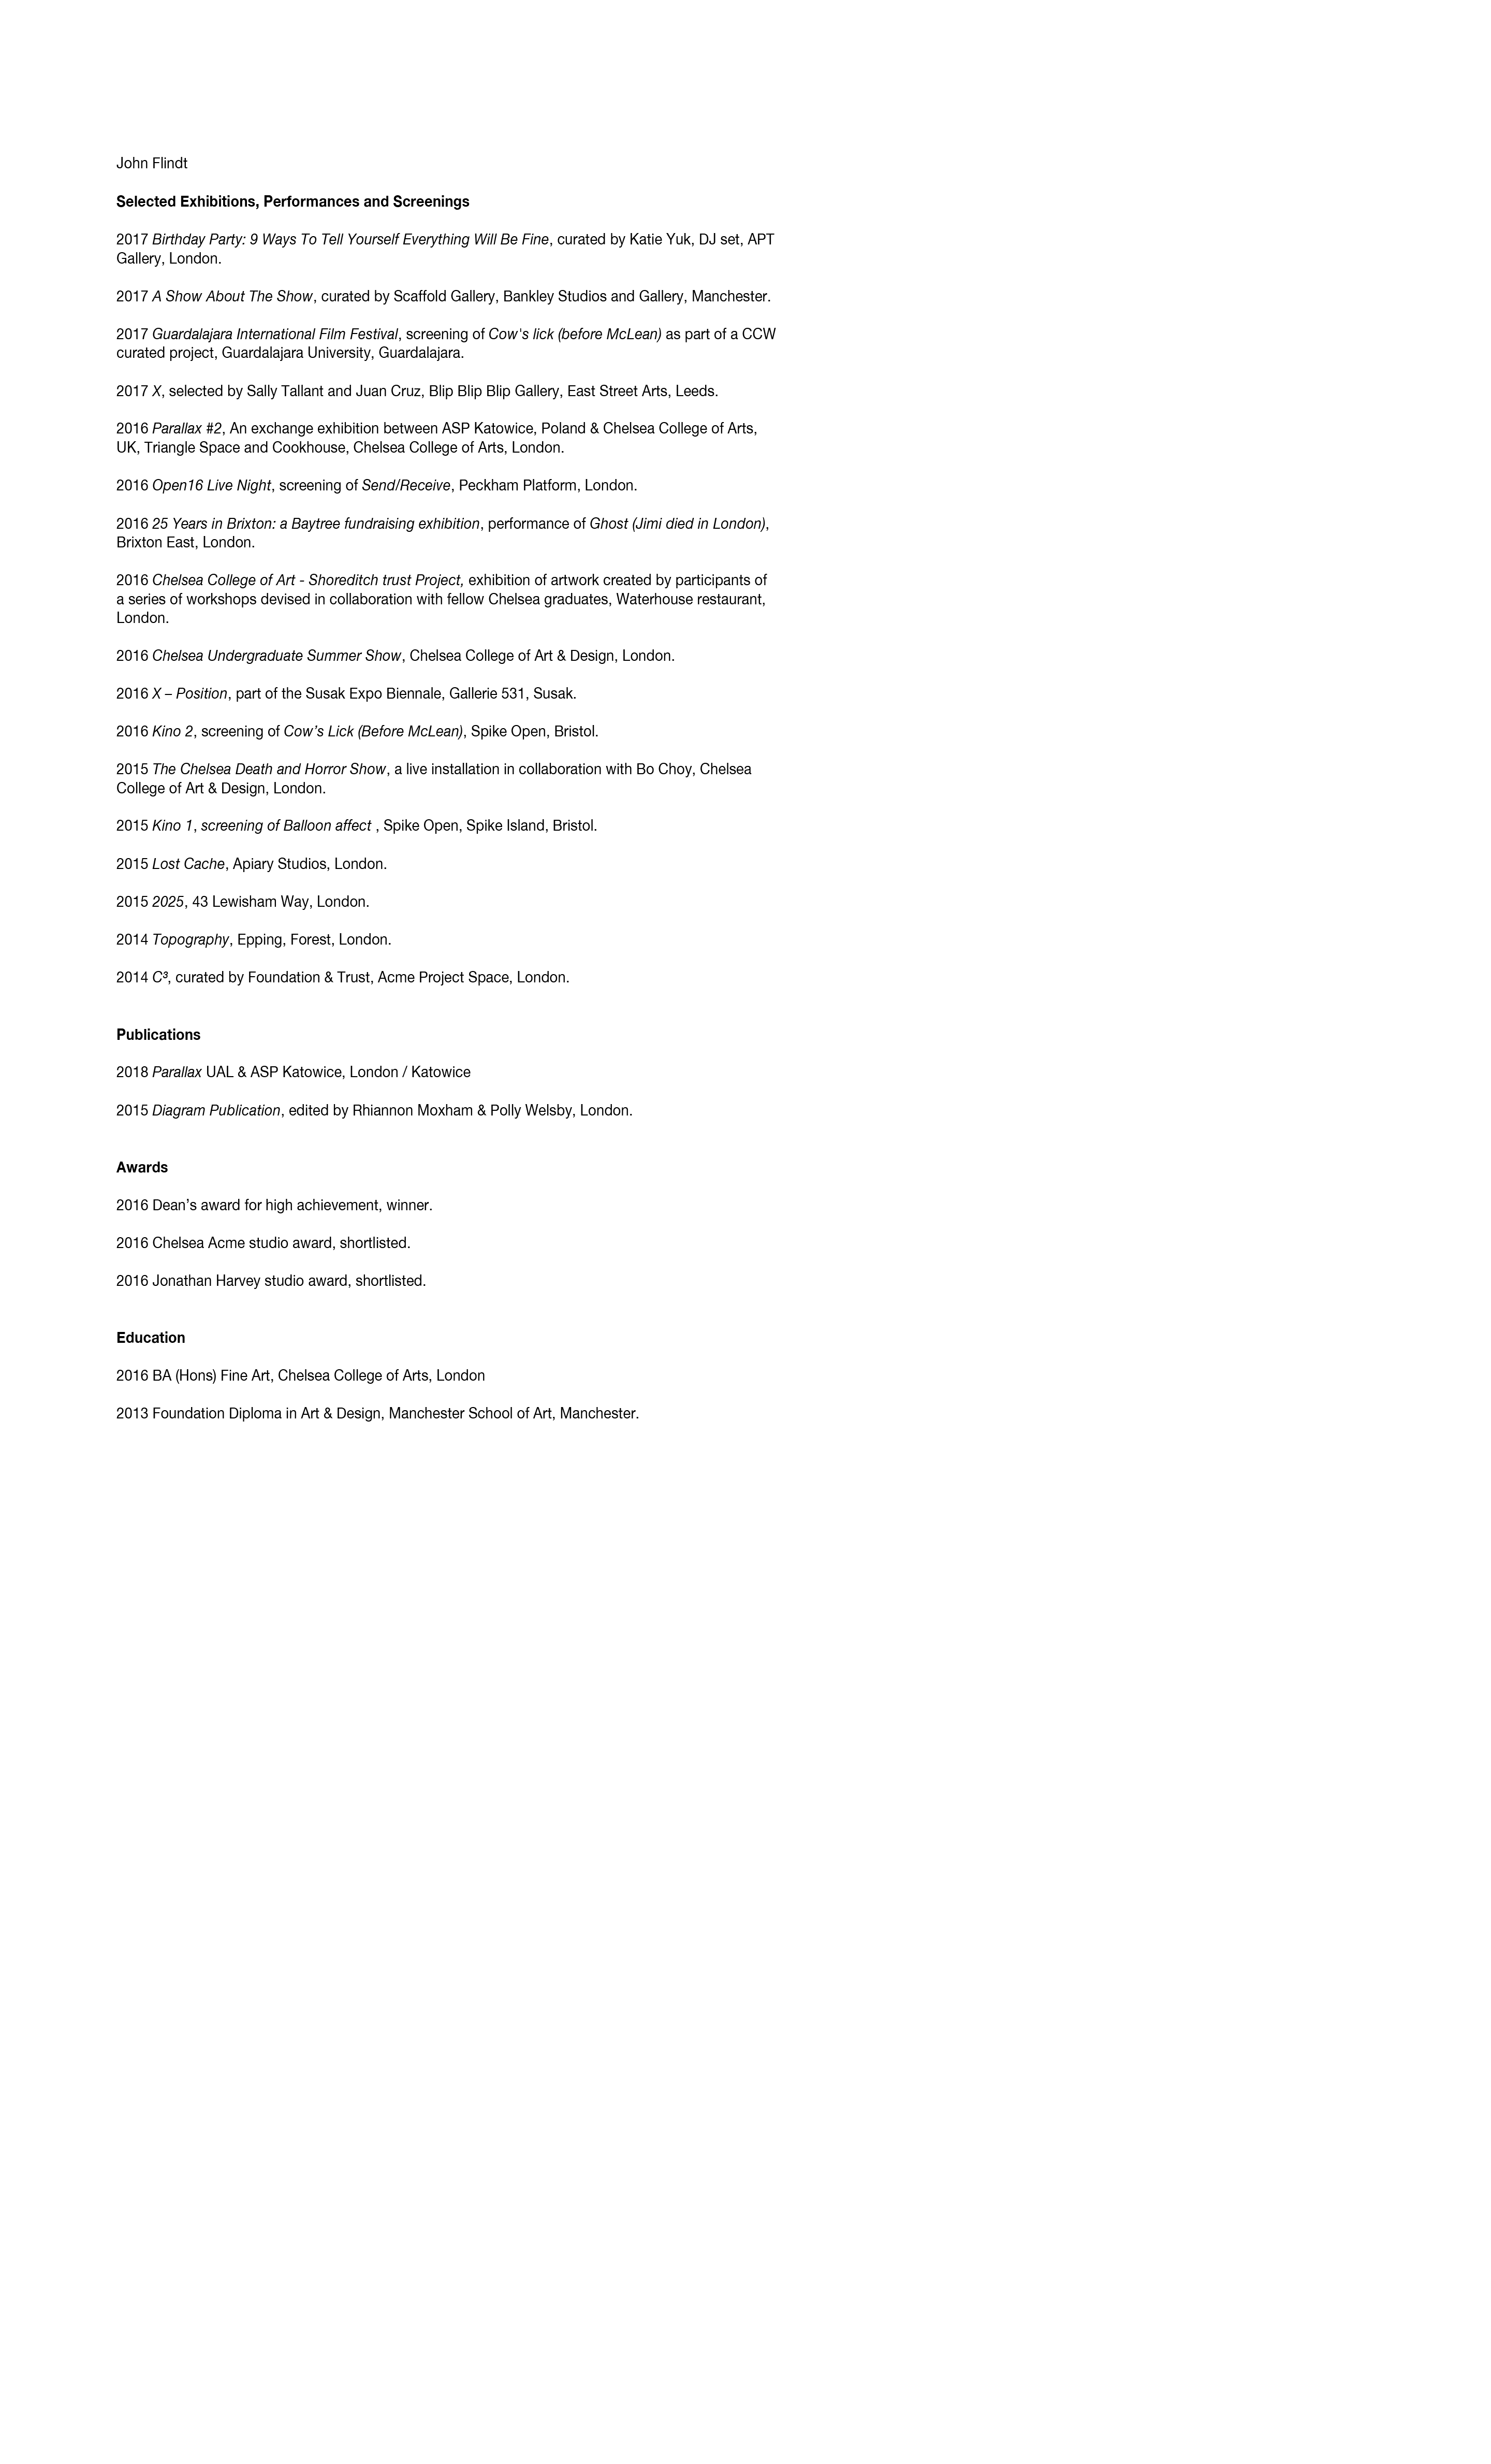 John Flindt
Selected Exhibitions, Performances and Screenings
2017 Birthday Party: 9 Ways To Tell Yourself Everything Will Be Fine, curated by Katie Yuk, DJ set, APT
Gallery, London.
2017 A Show About The Show, curated by Scaffold Gallery, Bankley Studios and Gallery, Manchester.
2017 Guardalajara International Film Festival, screening of Cow's lick (before McLean) as part of a CCW
curated project, Guardalajara University, Guardalajara.
2017 X, selected by Sally Tallant and Juan Cruz, Blip Blip Blip Gallery, East Street Arts, Leeds.
2016 Parallax #2, An exchange exhibition between ASP Katowice, Poland & Chelsea College of Arts,
UK, Triangle Space and Cookhouse, Chelsea College of Arts, London.
2016 Open16 Live Night, screening of Send/Receive, Peckham Platform, London.
2016 25 Years in Brixton: a Baytree fundraising exhibition, performance of Ghost (Jimi died in London),
Brixton East, London.
2016 Chelsea College of Art - Shoreditch trust Project, exhibition of artwork created by participants of
a series of workshops devised in collaboration with fellow Chelsea graduates, Waterhouse restaurant,
London.
2016 Chelsea Undergraduate Summer Show, Chelsea College of Art & Design, London.
2016 X – Position, part of the Susak Expo Biennale, Gallerie 531, Susak.
2016 Kino 2, screening of Cow’s Lick (Before McLean), Spike Open, Bristol.
2015 The Chelsea Death and Horror Show, a live installation in collaboration with Bo Choy, Chelsea
College of Art & Design, London.
2015 Kino 1, screening of Balloon affect , Spike Open, Spike Island, Bristol.
2015 Lost Cache, Apiary Studios, London.
2015 2025, 43 Lewisham Way, London.
2014 Topography, Epping, Forest, London.
2014 C³, curated by Foundation & Trust, Acme Project Space, London.
Publications
2018 Parallax UAL & ASP Katowice, London / Katowice
2015 Diagram Publication, edited by Rhiannon Moxham & Polly Welsby, London.
Awards
2016 Dean’s award for high achievement, winner.
2016 Chelsea Acme studio award, shortlisted.
2016 Jonathan Harvey studio award, shortlisted.
Education
2016 BA (Hons) Fine Art, Chelsea College of Arts, London
2013 Foundation Diploma in Art & Design, Manchester School of Art, Manchester.